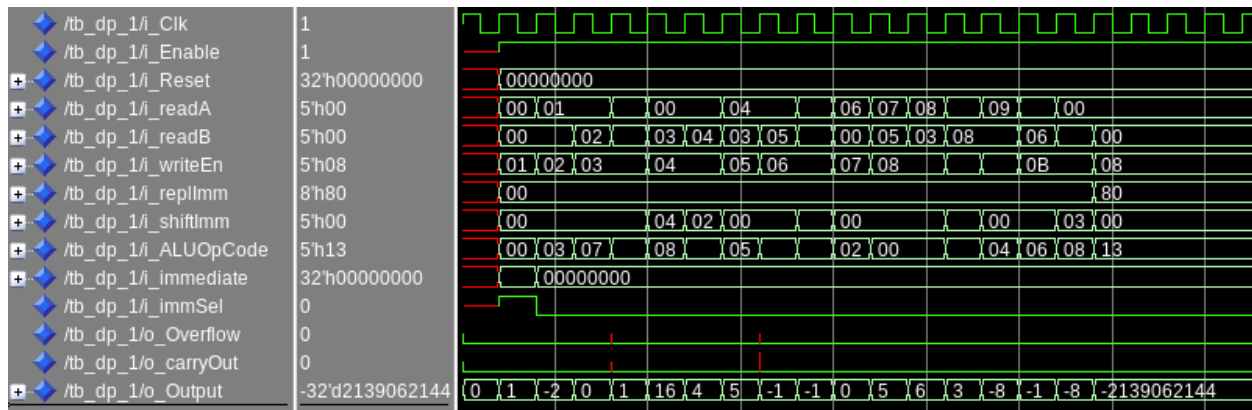 /tb_dp_1/i_Clk 1
/tb_dp_1/i_Enable 1
/tb_dp_1/i_Reset 32'h00000000 00000000
/tb_dp_1/i_readA 5'h00 00 01 00 04 06 07 08 09 00
/tb_dp_1/i_readB 5'h00 00 02 03 04 03 05 00 05 03 08 06 00
/tb_dp_1/i_writeEn 5'h08 01 02 03 04 05 06 07 08 0B 08
/tb_dp_1/i_replImm 8'h80 00 80
/tb_dp_1/i_shiftImm 5'h00 00 04 02 00 00 00 03 00
/tb_dp_1/i_ALUOpCode 5'h13 00 03 07 08 05 02 00 04 06 08 13
/tb_dp_1/i_immediate 32'h00000000 00000000
/tb_dp_1/i_immSel 0
/tb_dp_1/o_Overflow 0
/tb_dp_1/o_carryOut 0
/tb_dp_1/o_Output -32'd2139062144 0 1 -2 0 1 16 4 5 -1 -1 0 5 6 3 -8 -1 -8 -2139062144